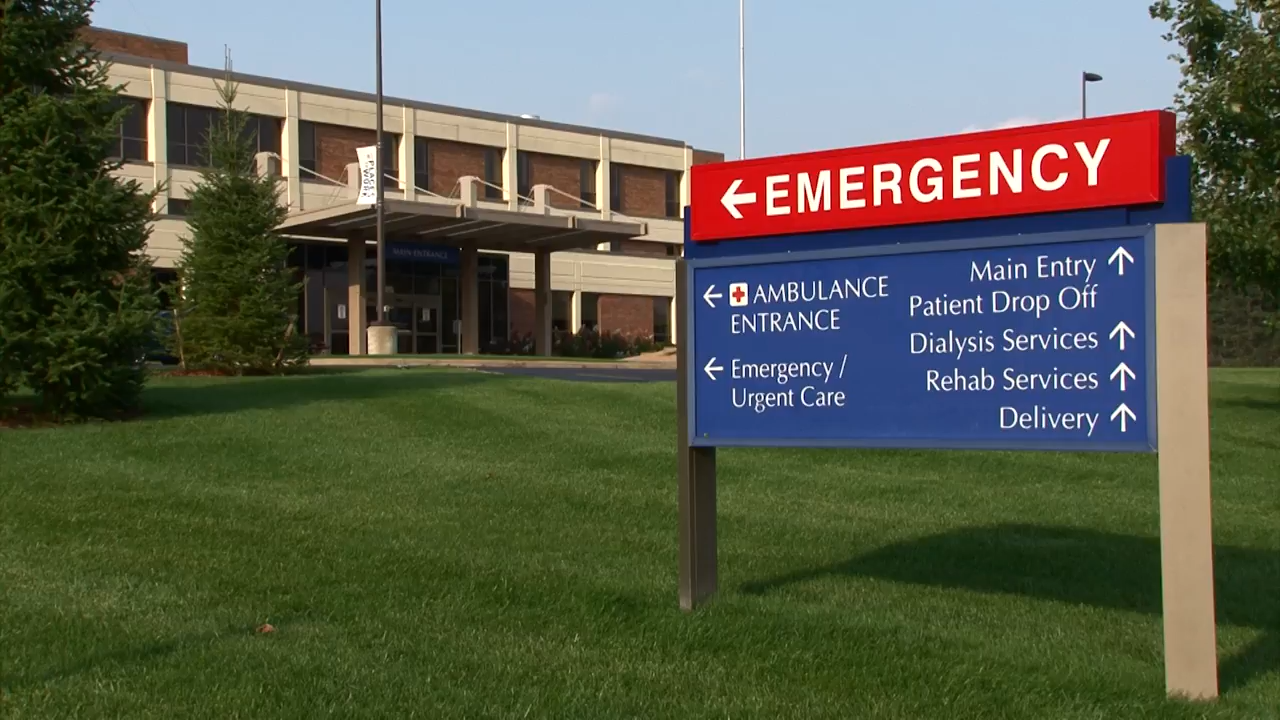 EMERGENCY
AMBULANCE
ENTRANCE
Emergency /
Urgent Care
Main Entry
Patient Drop Off
Dialysis Services
Rehab Services
Delivery
MAIN ENTRANCE